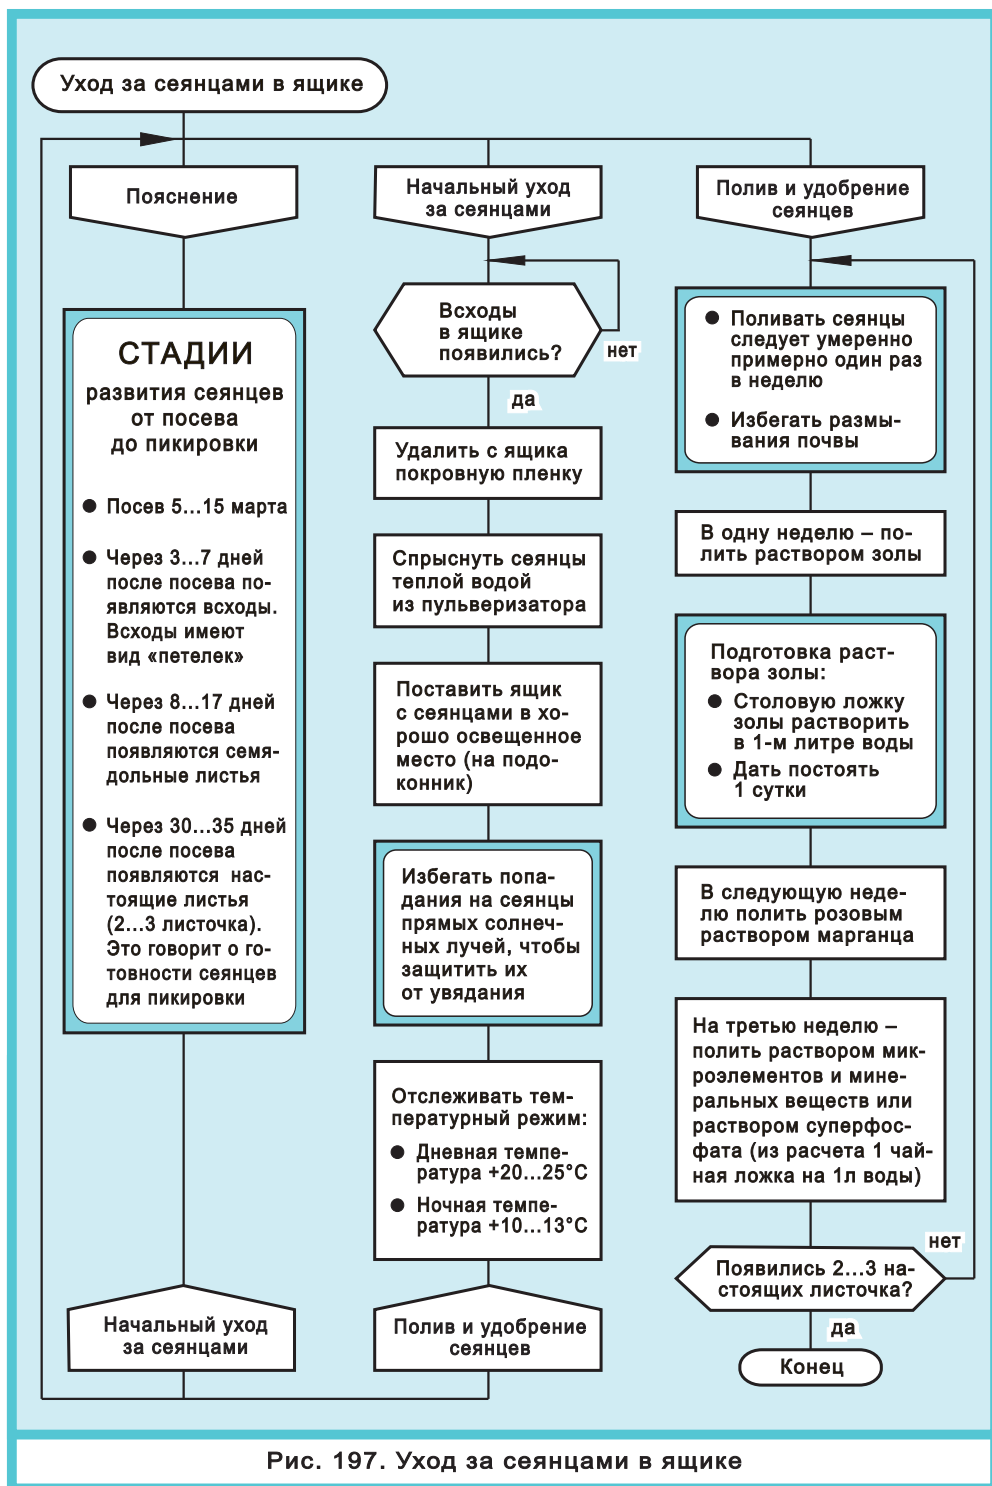 Уход за сеянцами в ящике
Пояснение
СТАДИИ
развития сеянцев
от посева
до пикировки
● Посев 5...15 марта
● Через 3...7 дней
после посева по-
являются всходы.
Всходы имеют
вид «петелек»
● Через 8...17 дней
после посева
появляются семя-
дольные листья
● Через 30...35 дней
после посева
появляются нас-
тоящие листья
(2...3 листочка).
Это говорит о го-
товности сеянцев
для пикировки
Начальный уход
за сеянцами
Начальный уход
за сеянцами
Всходы
в ящике
появились?
нет
да
Удалить с ящика
покровную пленку
Спрыснуть сеянцы
теплой водой
из пульверизатора
Поставить ящик
с сеянцами в хо-
рошо освещенное
место (на подо-
конник)
Избегать попа-
дания на сеянцы
прямых солнеч-
ных лучей, чтобы
защитить их
от увядания
Отслеживать тем-
пературный режим:
● Дневная темпе-
ратура +20...25°С
● Ночная темпе-
ратура +10...13°С
Полив и удобрение
сеянцев
Полив и удобрение
сеянцев
● Поливать сеянцы
следует умеренно
примерно один раз
в неделю
● Избегать размы-
вания почвы
В одну неделю – по-
лить раствором золы
Подготовка раст-
вора золы:
● Столовую ложку
золы растворить
в 1-м литре воды
● Дать постоять
1 сутки
В следующую неде-
лю полить розовым
раствором марганца
На третью неделю –
полить раствором мик-
роэлементов и мине-
ральных веществ или
раствором суперфос-
фата (из расчета 1 чай-
ная ложка на 1л воды)
нет
Появились 2...3 на-
стоящих листочка?
да
Конец
Рис. 197. Уход за сеянцами в ящике